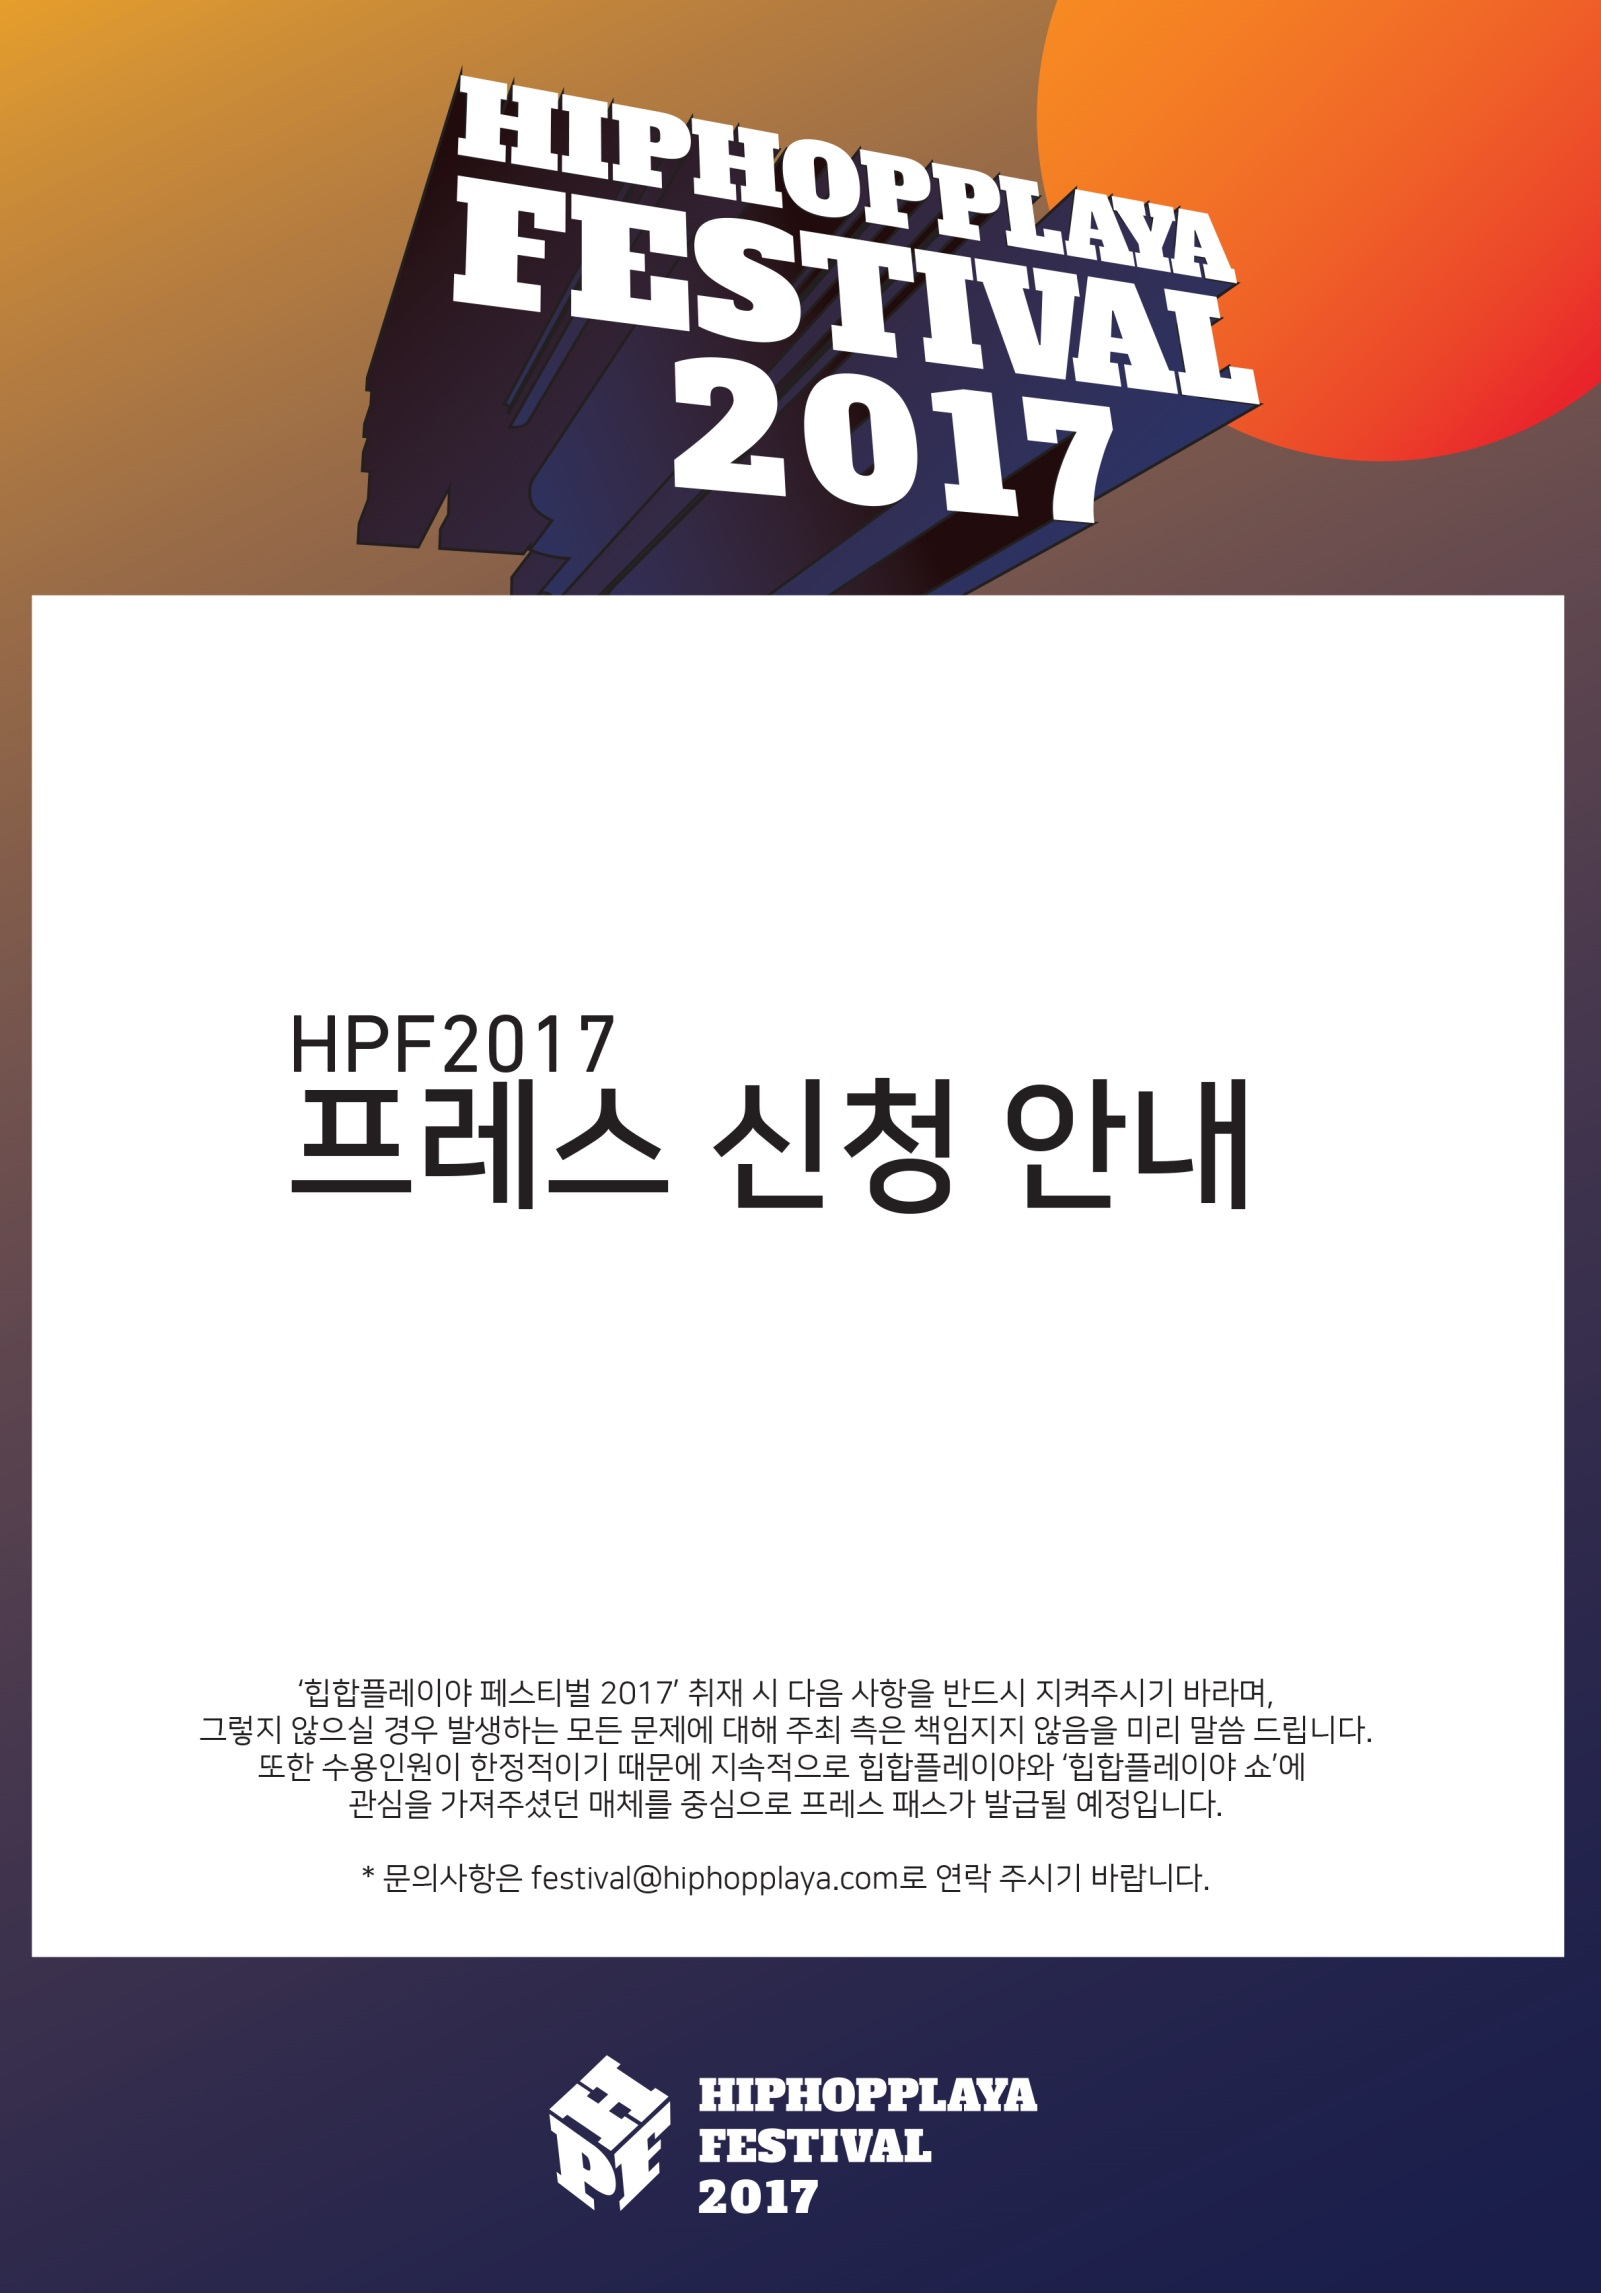 HIPHOPPLAYA
FESTIVAL
2017
HPF2017
프레스 신청 안내
‘힙합플레이야 페스티벌 2017’ 취재 시 다음 사항을 반드시 지켜주시기 바라며,
그렇지 않으실 경우 발생하는 모든 문제에 대해 주최 측은 책임지지 않음을 미리 말씀 드립니다.
또한 수용인원이 한정적이기 때문에 지속적으로 힙합플레이야와 ‘힙합플레이야 쇼’에
관심을 가져주셨던 매체를 중심으로 프레스 패스가 발급될 예정입니다.
* 문의사항은 festival@hiphopplaya.com로 연락 주시기 바랍니다.
HPF
HIPHOPPLAYA
FESTIVAL
2017